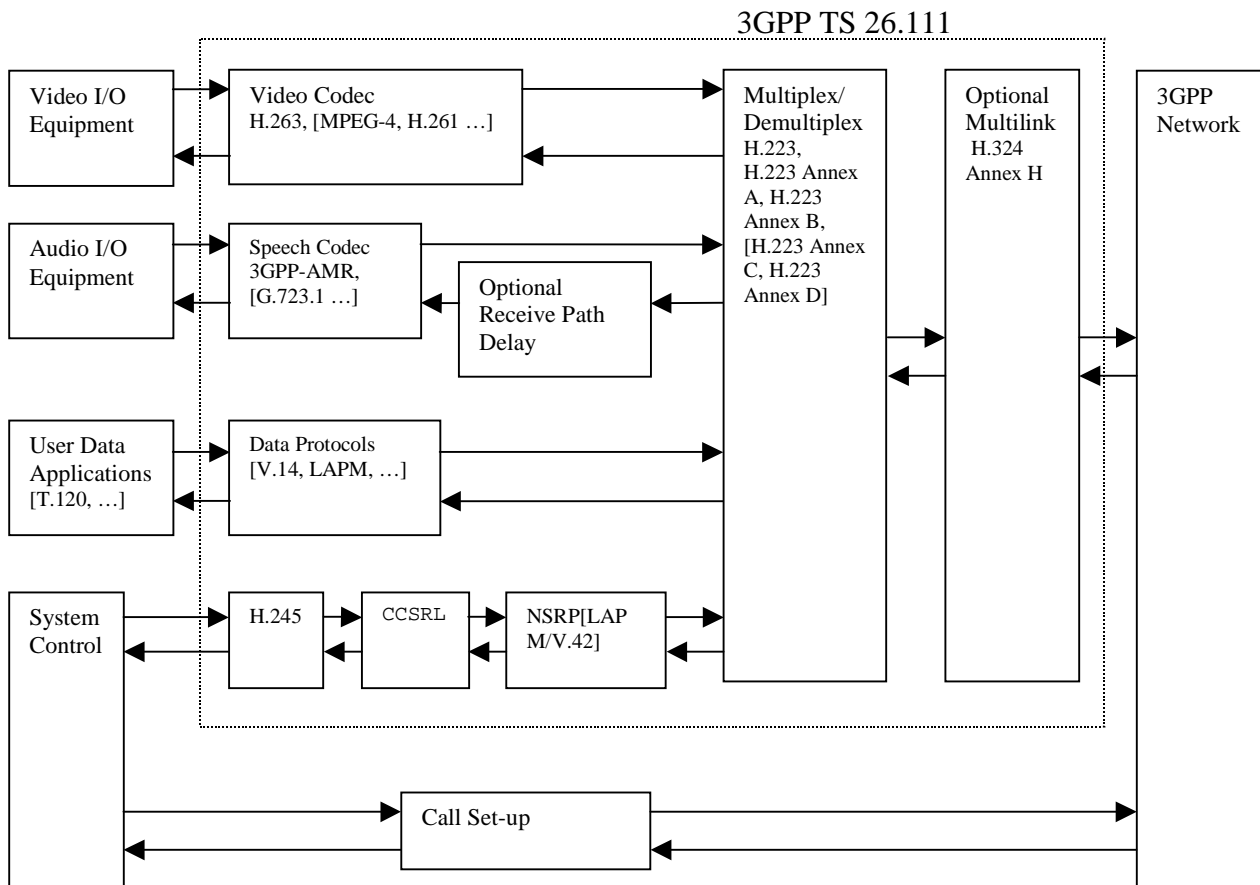 3GPP TS 26.111
Video I/O
Equipment
Video Codec
H.263, [MPEG-4, H.261 …]
Multiplex/
Demultiplex
H.223,
H.223 Annex
A, H.223
Annex B,
[H.223 Annex
C, H.223
Annex D]
Optional
Multilink
H.324
Annex H
3GPP
Network
Audio I/O
Equipment
Speech Codec
3GPP-AMR,
[G.723.1 …]
Optional
Receive Path
Delay
User Data
Applications
[T.120, …]
Data Protocols
[V.14, LAPM, …]
System
Control
H.245
CCSRL
NSRP[LAP
M/V.42]
Call Set-up